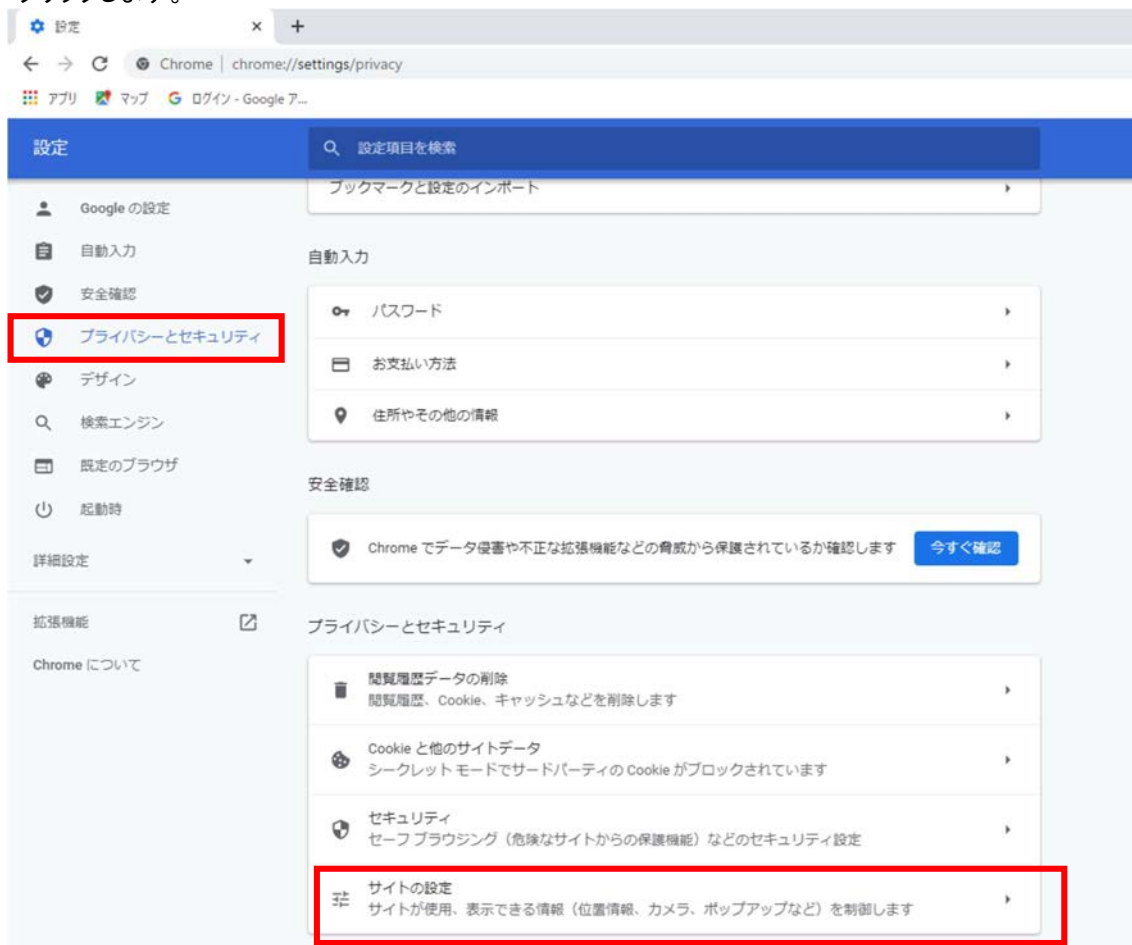 クリックします。
設定
Chrome | chrome://settings/privacy
アプリ マップ ログイン - Google ア...
設定
設定項目を検索
Google の設定
自動入力
安全確認
プライバシーとセキュリティ
デザイン
検索エンジン
既定のブラウザ
起動時
詳細設定
拡張機能
Chrome について
ブックマークと設定のインポート
自動入力
パスワード
お支払い方法
住所やその他の情報
安全確認
Chrome でデータ侵害や不正な拡張機能などの脅威から保護されているか確認します 今すぐ確認
プライバシーとセキュリティ
閲覧履歴データの削除
閲覧履歴、Cookie、キャッシュなどを削除します
Cookie と他のサイトデータ
シークレット モードでサードパーティの Cookie がブロックされています
セキュリティ
セーフ ブラウジング（危険なサイトからの保護機能）などのセキュリティ設定
サイトの設定
サイトが使用、表示できる情報（位置情報、カメラ、ポップアップなど）を制御します